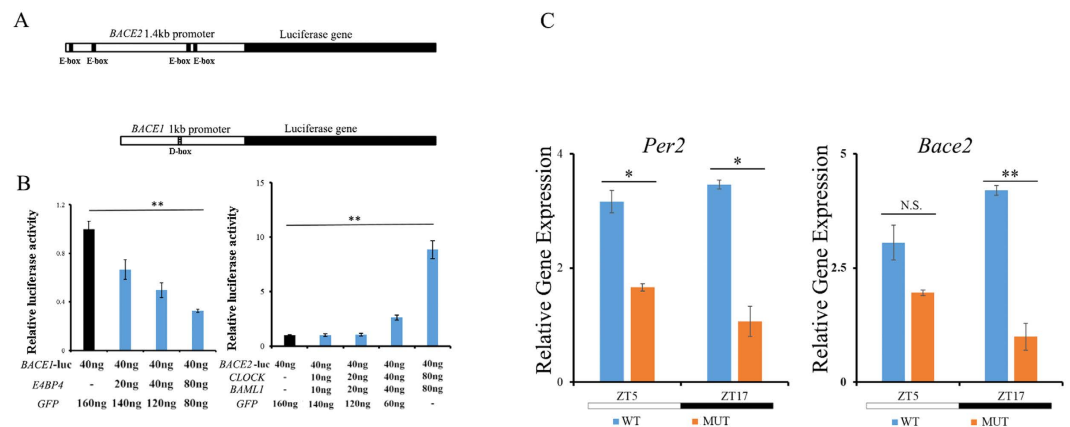 A
BACE2 1.4kb promoter Luciferase gene
E-box E-box E-box E-box
BACE1 1kb promoter Luciferase gene
D-box
B
Relative luciferase activity
1.2
0.8
0.4
0
**
BACE1-luc 40ng 40ng 40ng 40ng
E4BP4 - 20ng 40ng 80ng
GFP 160ng 140ng 120ng 80ng
Relative luciferase activity
15
10
5
0
**
BACE2-luc 40ng 40ng 40ng 40ng 40ng
CLOCK - 10ng 20ng 40ng 80ng
BAML1 - 10ng 20ng 40ng 80ng
GFP 160ng 140ng 120ng 60ng -
C
Per2
Relative Gene Expression
4
2
0
* *
ZT5 ZT17
WT MUT
Bace2
Relative Gene Expression
5
2.5
0
N.S. **
ZT5 ZT17
WT MUT